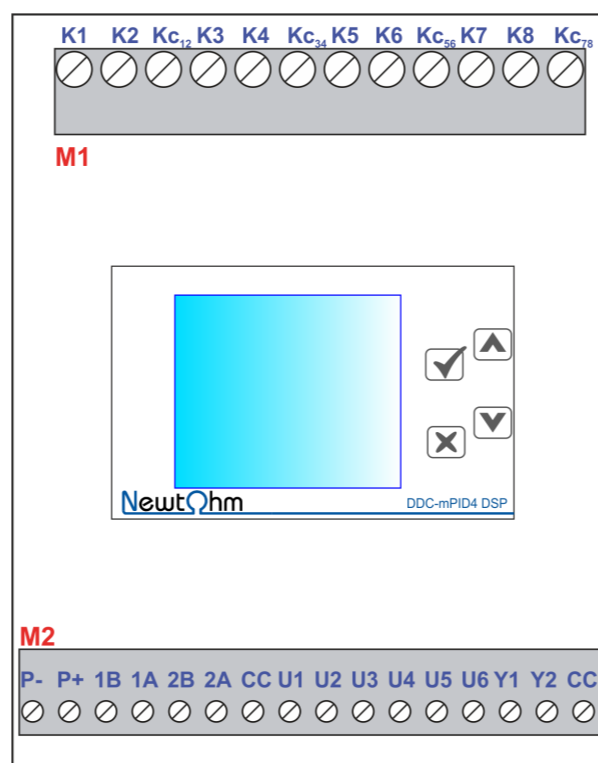 K1 K2 Kc12 K3 K4 Kc34 K5 K6 Kc56 K7 K8 Kc78
M1
NewtΩhm DDC-mPID4 DSP
M2
P- P+ 1B 1A 2B 2A CC U1 U2 U3 U4 U5 U6 Y1 Y2 CC